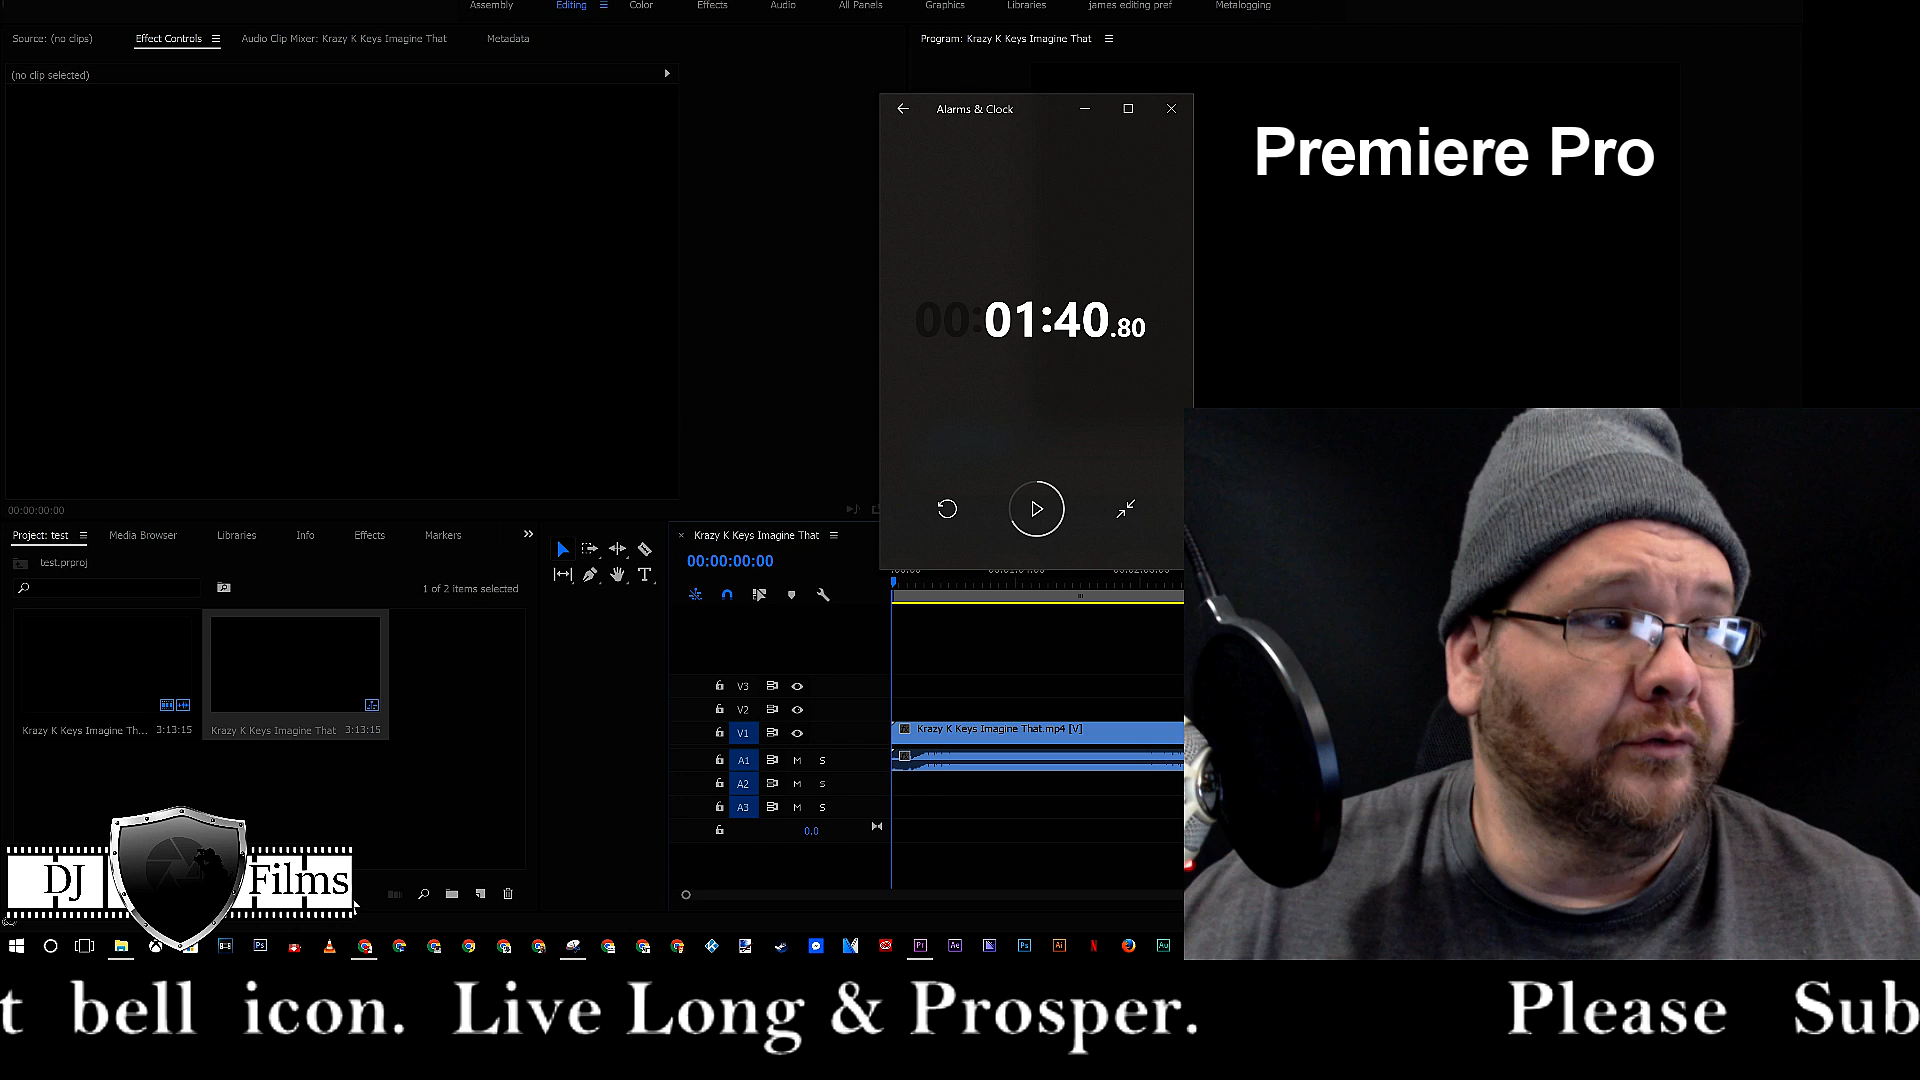 Assembly Editing Color Effects Audio All Panels Graphics Libraries james editing pref Metalogging
Source: (no clips) Effect Controls Audio Clip Mixer: Krazy K Keys Imagine That Metadata
Program: Krazy K Keys Imagine That
(no clip selected)
Alarms & Clock
Premiere Pro
00:01:40.80
00:00:00:00
Project: test Media Browser Libraries Info Effects Markers
Krazy K Keys Imagine That
test.prproj
00:00:00:00
1 of 2 items selected
V3
V2
Krazy K Keys Imagine Th... 3:13:15
Krazy K Keys Imagine That 3:13:15
V1
Krazy K Keys Imagine That.mp4 [V]
A1 M S
A2 M S
A3 M S
0.0
DJ Films
t bell icon. Live Long & Prosper. Please Sub